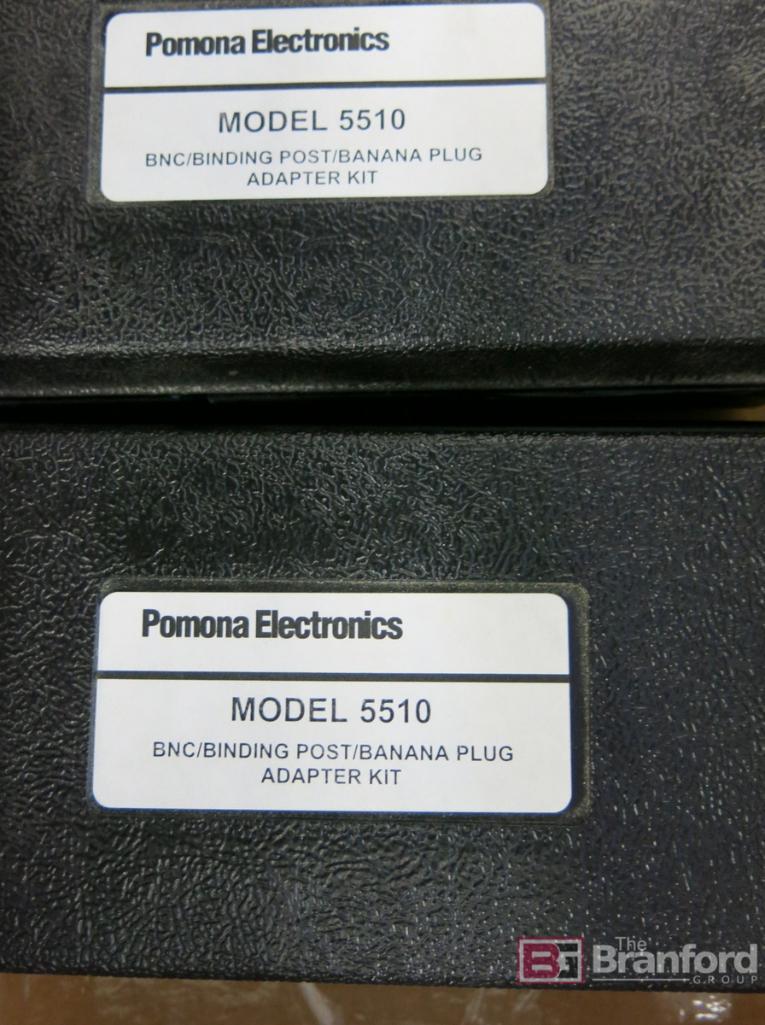 Pomona Electronics
MODEL 5510
BNC/BINDING POST/BANANA PLUG
ADAPTER KIT
Pomona Electronics
MODEL 5510
BNC/BINDING POST/BANANA PLUG
ADAPTER KIT
BG The
Branford
GROUP